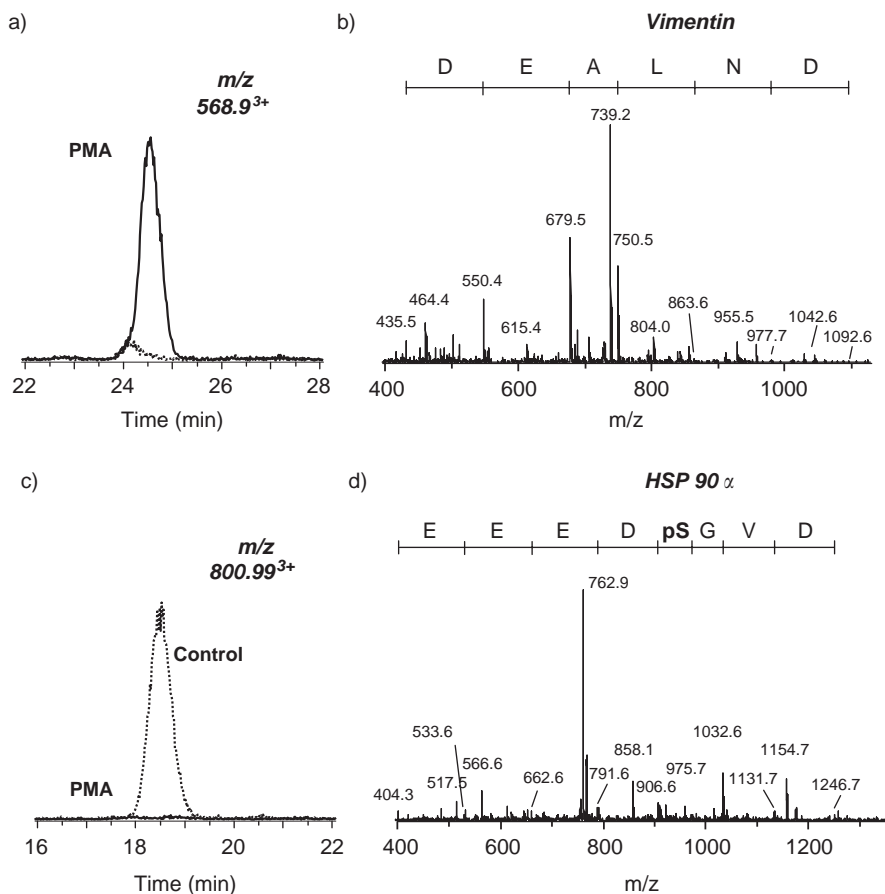 a)
m/z
568.9³⁺
PMA
22 24 26 28
Time (min)
b)
Vimentin
D E A L N D
739.2
679.5
750.5
550.4
464.4
435.5
615.4
804.0
863.6
955.5
977.7
1042.6
1092.6
400 600 800 1000
m/z
c)
m/z
800.99³⁺
Control
PMA
16 18 20 22
Time (min)
d)
HSP 90 α
E E E D pS G V D
762.9
533.6
566.6
517.5
404.3
662.6
791.6
858.1
906.6
975.7
1032.6
1131.7
1154.7
1246.7
400 600 800 1000 1200
m/z